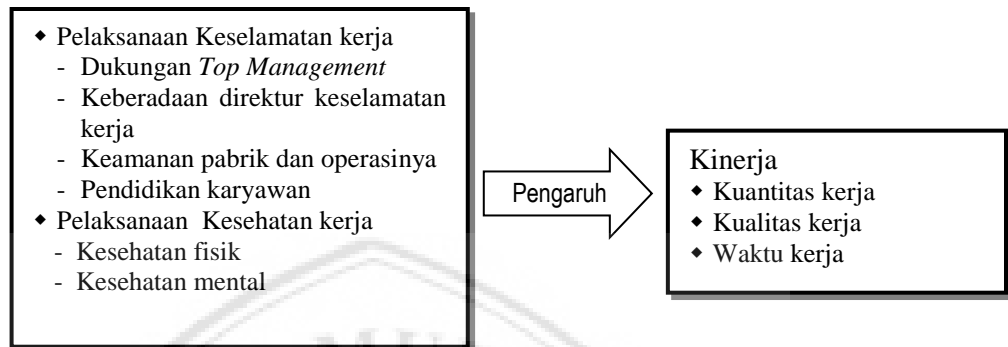 ◆ Pelaksanaan Keselamatan kerja
- Dukungan Top Management
- Keberadaan direktur keselamatan
kerja
- Keamanan pabrik dan operasinya
- Pendidikan karyawan
◆ Pelaksanaan Kesehatan kerja
- Kesehatan fisik
- Kesehatan mental
Pengaruh
Kinerja
◆ Kuantitas kerja
◆ Kualitas kerja
◆ Waktu kerja